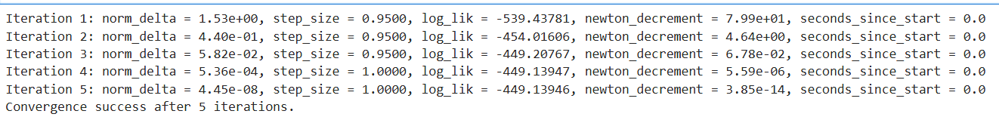 Iteration 1: norm_delta = 1.53e+00, step_size = 0.9500, log_lik = -539.43781, newton_decrement = 7.99e+01, seconds_since_start = 0.0
Iteration 2: norm_delta = 4.40e-01, step_size = 0.9500, log_lik = -454.01606, newton_decrement = 4.64e+00, seconds_since_start = 0.0
Iteration 3: norm_delta = 5.82e-02, step_size = 0.9500, log_lik = -449.20767, newton_decrement = 6.78e-02, seconds_since_start = 0.0
Iteration 4: norm_delta = 5.36e-04, step_size = 1.0000, log_lik = -449.13947, newton_decrement = 5.59e-06, seconds_since_start = 0.0
Iteration 5: norm_delta = 4.45e-08, step_size = 1.0000, log_lik = -449.13946, newton_decrement = 3.85e-14, seconds_since_start = 0.0
Convergence success after 5 iterations.